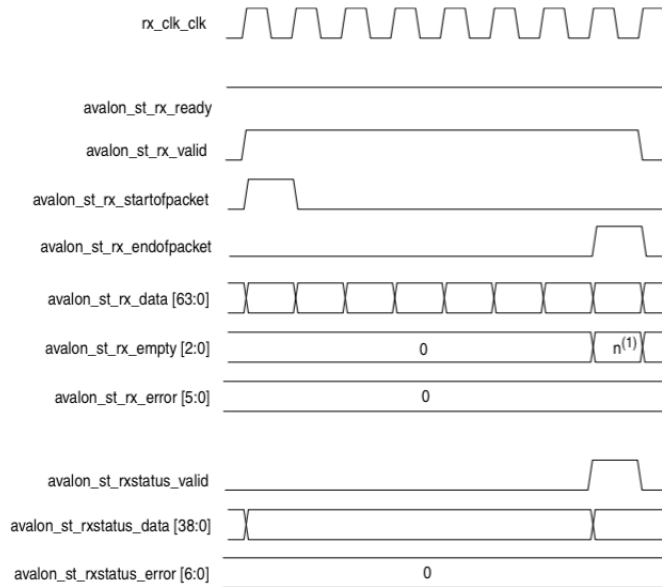 rx_clk_clk
avalon_st_rx_ready
avalon_st_rx_valid
avalon_st_rx_startofpacket
avalon_st_rx_endofpacket
avalon_st_rx_data [63:0]
avalon_st_rx_empty [2:0] 0 n(1)
avalon_st_rx_error [5:0] 0
avalon_st_rxstatus_valid
avalon_st_rxstatus_data [38:0]
avalon_st_rxstatus_error [6:0] 0